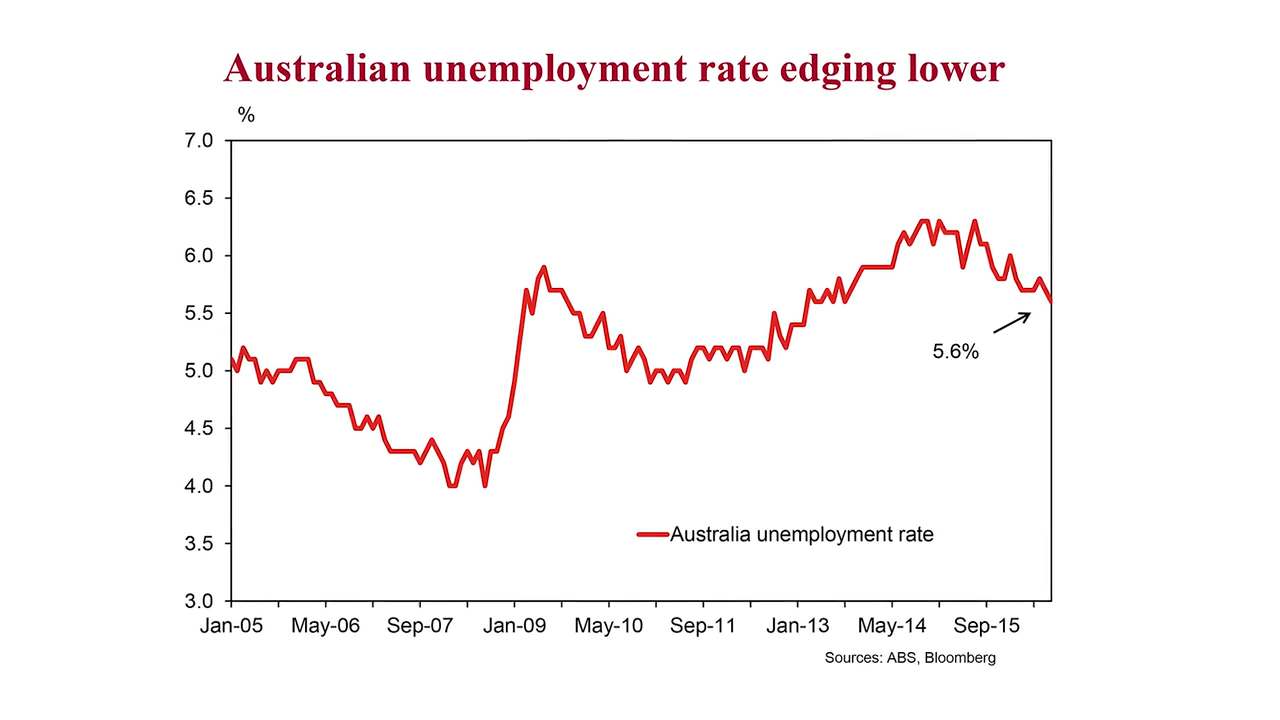 Australian unemployment rate edging lower
%
7.0
6.5
6.0
5.5
5.6%
5.0
4.5
4.0
Australia unemployment rate
3.5
3.0
Jan-05 May-06 Sep-07 Jan-09 May-10 Sep-11 Jan-13 May-14 Sep-15
Sources: ABS, Bloomberg